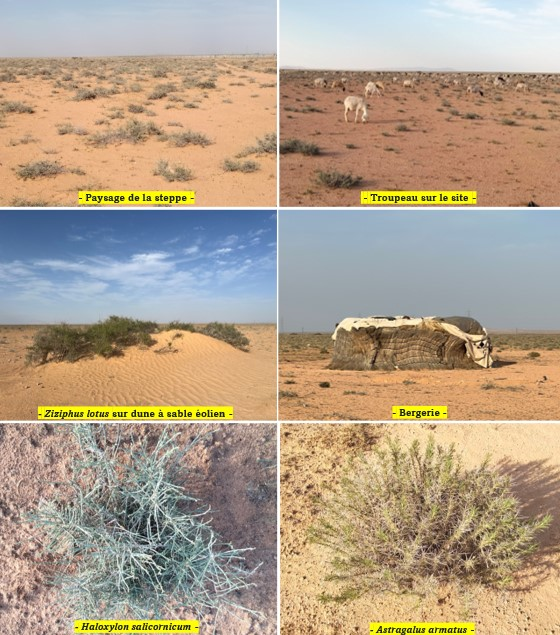 - Paysage de la steppe -
- Troupeau sur le site -
- Ziziphus lotus sur dune à sable éolien -
- Bergerie -
- Haloxylon salicornicum -
- Astragalus armatus -